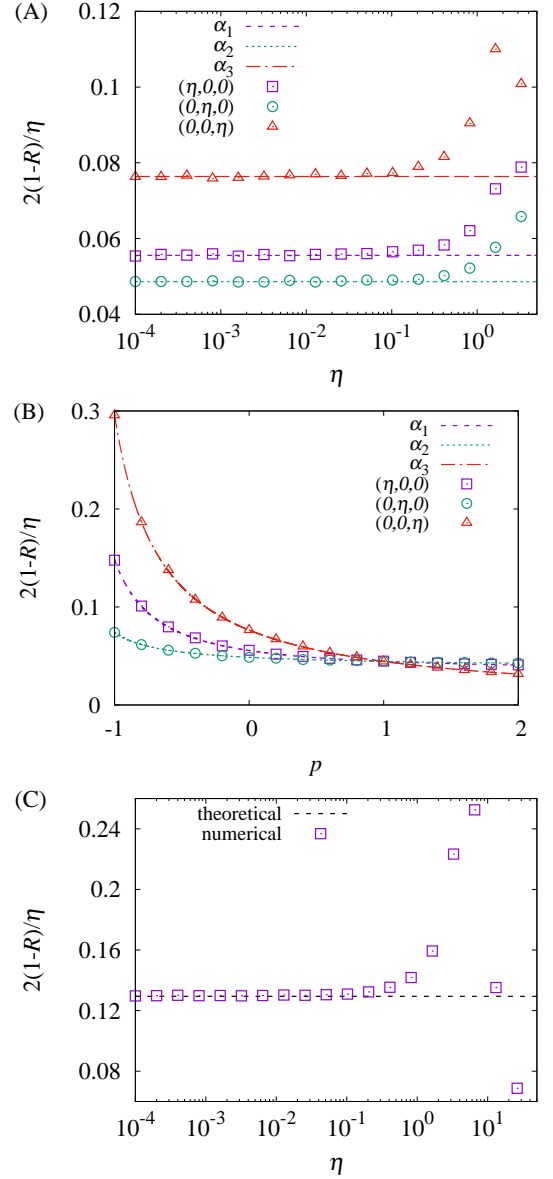 (A)
0.12
0.1
0.08
0.06
0.04
2(1-R)/η
α1
α2
α3
(η,0,0)
(0,η,0)
(0,0,η)
10^-4 10^-3 10^-2 10^-1 10^0
η
(B)
0.3
0.2
0.1
0
2(1-R)/η
α1
α2
α3
(η,0,0)
(0,η,0)
(0,0,η)
-1 0 1 2
p
(C)
0.24
0.2
0.16
0.12
0.08
2(1-R)/η
theoretical
numerical
10^-4 10^-3 10^-2 10^-1 10^0 10^1
η